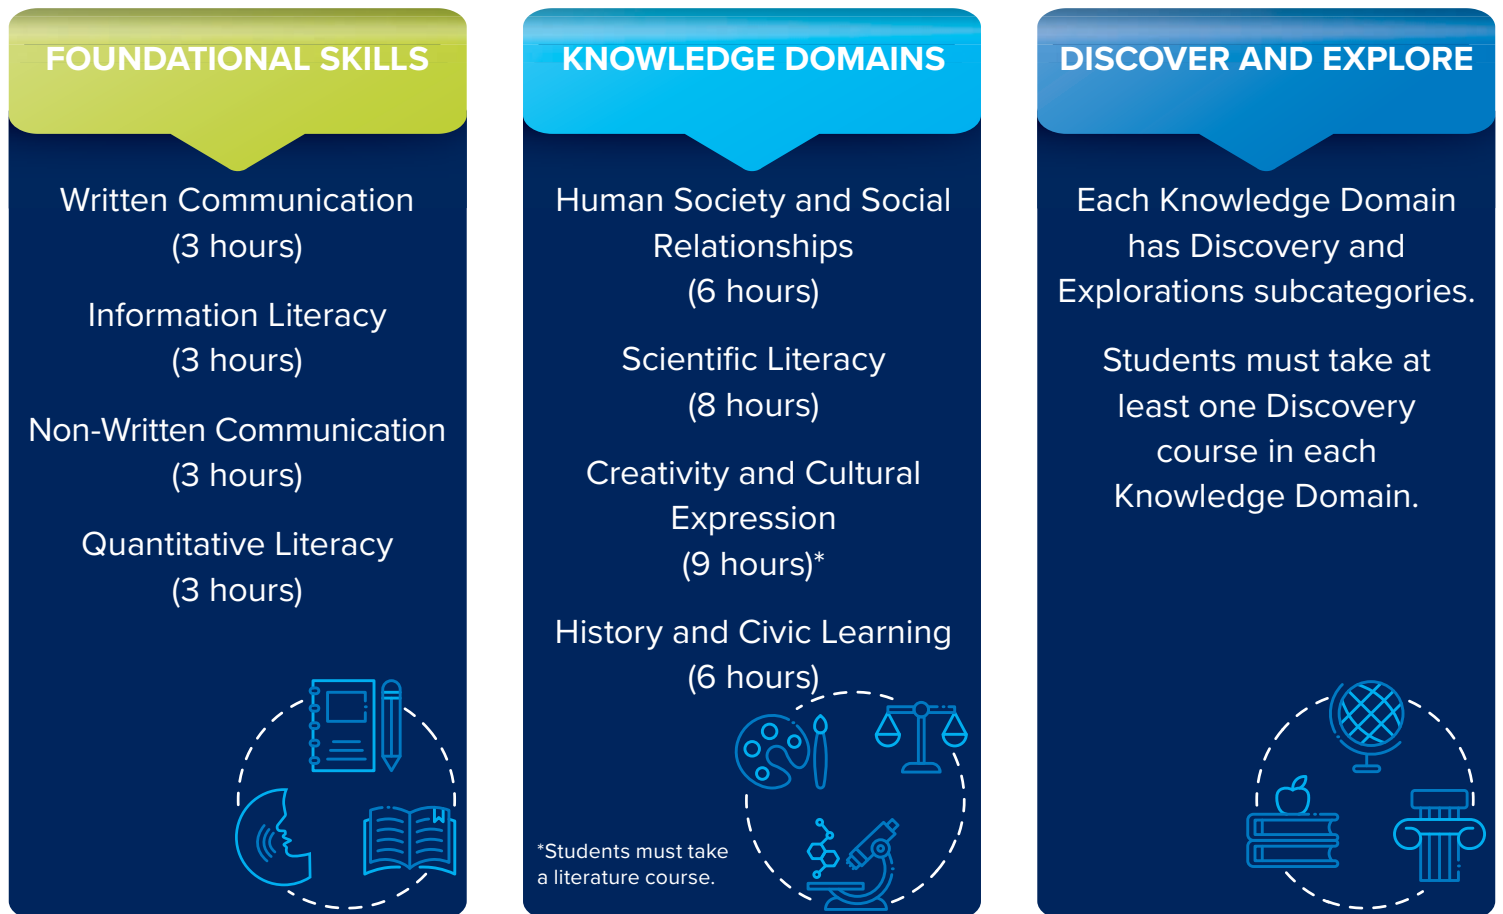 FOUNDATIONAL SKILLS
Written Communication
(3 hours)
Information Literacy
(3 hours)
Non-Written Communication
(3 hours)
Quantitative Literacy
(3 hours)
KNOWLEDGE DOMAINS
Human Society and Social
Relationships
(6 hours)
Scientific Literacy
(8 hours)
Creativity and Cultural
Expression
(9 hours)*
History and Civic Learning
(6 hours)
*Students must take
a literature course.
DISCOVER AND EXPLORE
Each Knowledge Domain
has Discovery and
Explorations subcategories.
Students must take at
least one Discovery
course in each
Knowledge Domain.